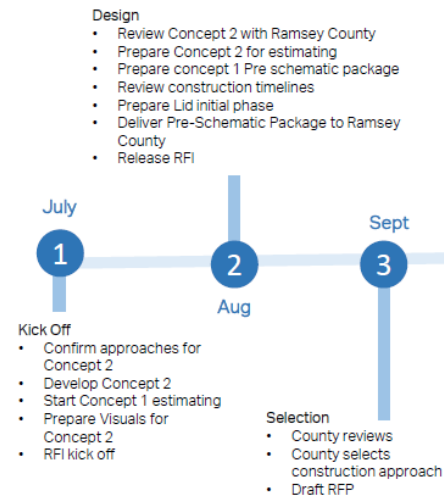 Design
• Review Concept 2 with Ramsey County
• Prepare Concept 2 for estimating
• Prepare concept 1 Pre schematic package
• Review construction timelines
• Prepare Lid initial phase
• Deliver Pre-Schematic Package to Ramsey
County
• Release RFI
July
1
2
Aug
Sept
3
Kick Off
• Confirm approaches for
Concept 2
• Develop Concept 2
• Start Concept 1 estimating
• Prepare Visuals for
Concept 2
• RFI kick off
Selection
• County reviews
• County selects
construction approach
• Draft RFP